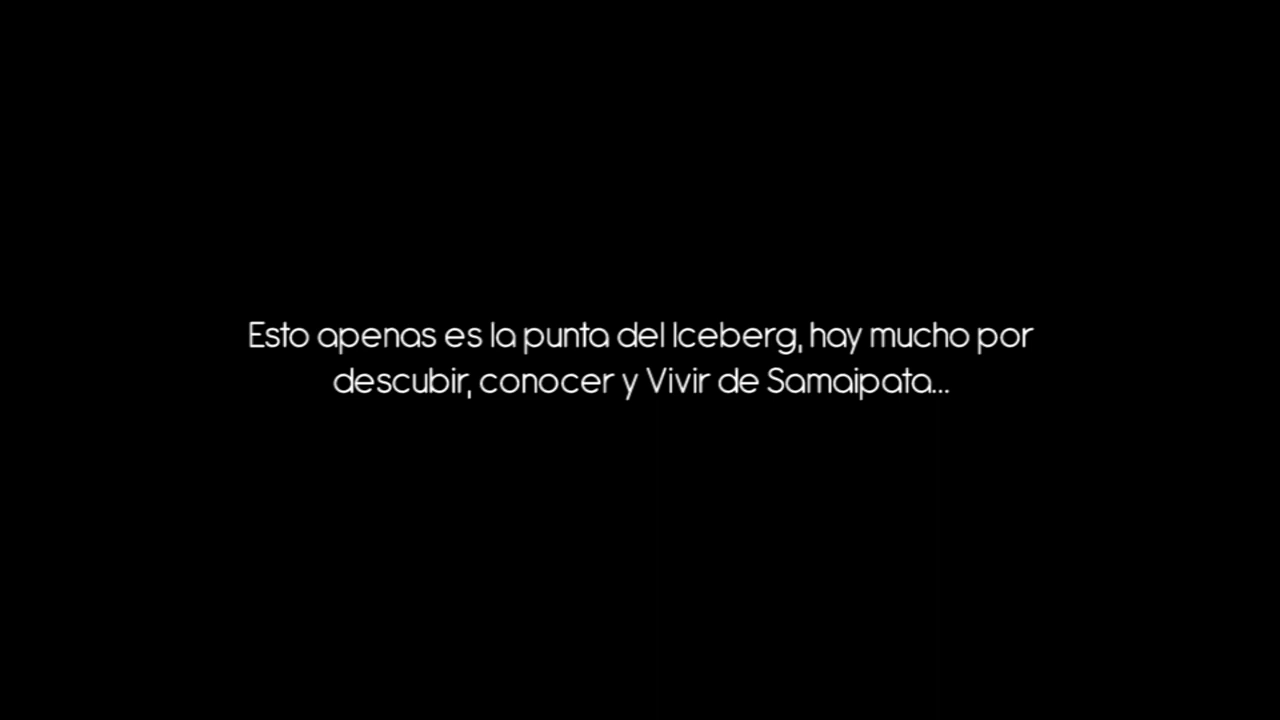 Esto apenas es la punta del Iceberg, hay mucho por
descubir, conocer y Vivir de Samaipata...